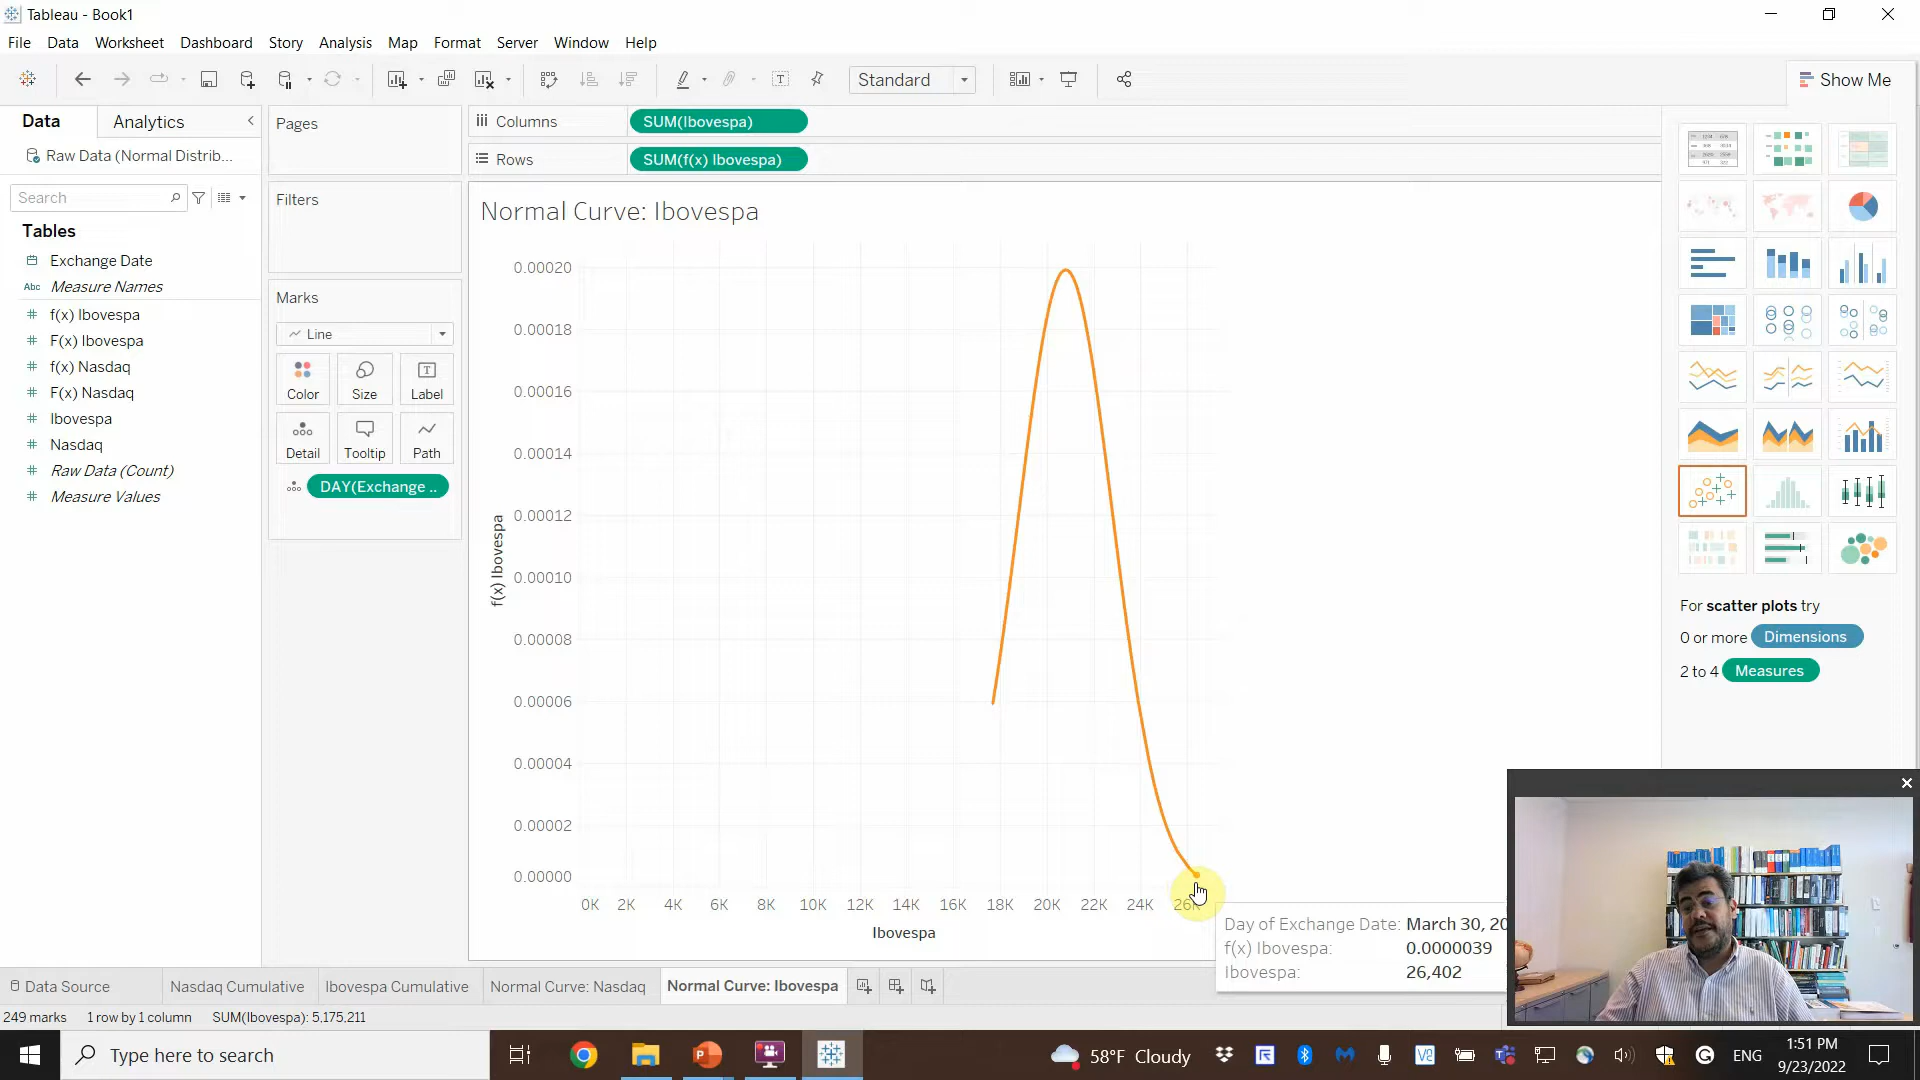 Tableau - Book1
File Data Worksheet Dashboard Story Analysis Map Format Server Window Help
Standard
Show Me
Data Analytics
Raw Data (Normal Distrib...
Search
Tables
Exchange Date
Abc Measure Names
f(x) Ibovespa
F(x) Ibovespa
f(x) Nasdaq
F(x) Nasdaq
Ibovespa
Nasdaq
Raw Data (Count)
Measure Values
Pages
Filters
Marks
Line
Color Size Label
Detail Tooltip Path
DAY(Exchange ..
Columns SUM(Ibovespa)
Rows SUM(f(x) Ibovespa)
Normal Curve: Ibovespa
f(x) Ibovespa
0.00020
0.00018
0.00016
0.00014
0.00012
0.00010
0.00008
0.00006
0.00004
0.00002
0.00000
0K 2K 4K 6K 8K 10K 12K 14K 16K 18K 20K 22K 24K 26K
Ibovespa
Day of Exchange Date: March 30, 20
f(x) Ibovespa: 0.0000039
Ibovespa: 26,402
For scatter plots try
0 or more Dimensions
2 to 4 Measures
Data Source Nasdaq Cumulative Ibovespa Cumulative Normal Curve: Nasdaq Normal Curve: Ibovespa
249 marks 1 row by 1 column SUM(Ibovespa): 5,175,211
Type here to search
58°F Cloudy
ENG
1:51 PM
9/23/2022